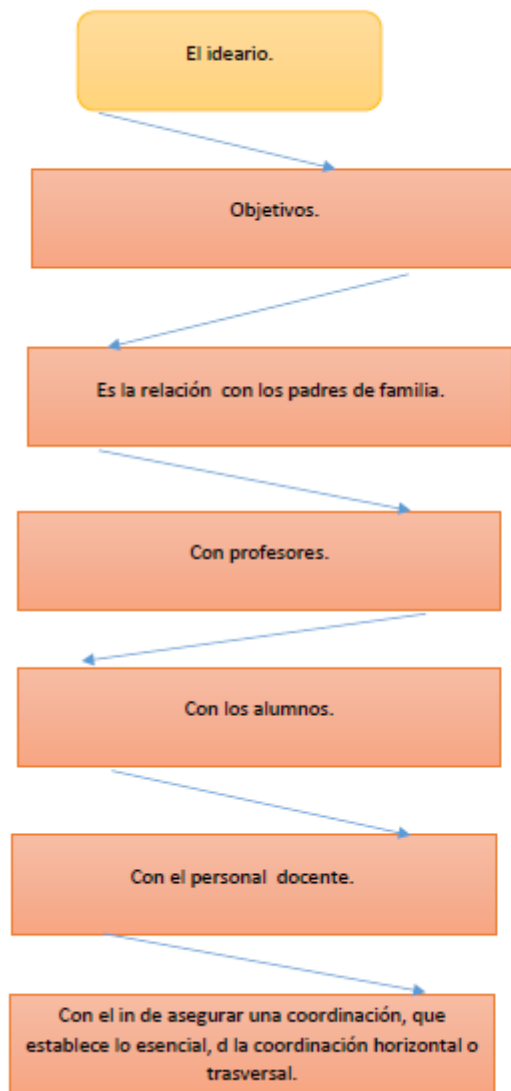 El ideario.
Objetivos.
Es la relación con los padres de familia.
Con profesores.
Con los alumnos.
Con el personal docente.
Con el in de asegurar una coordinación, que
establece lo esencial, d la coordinación horizontal o
trasversal.